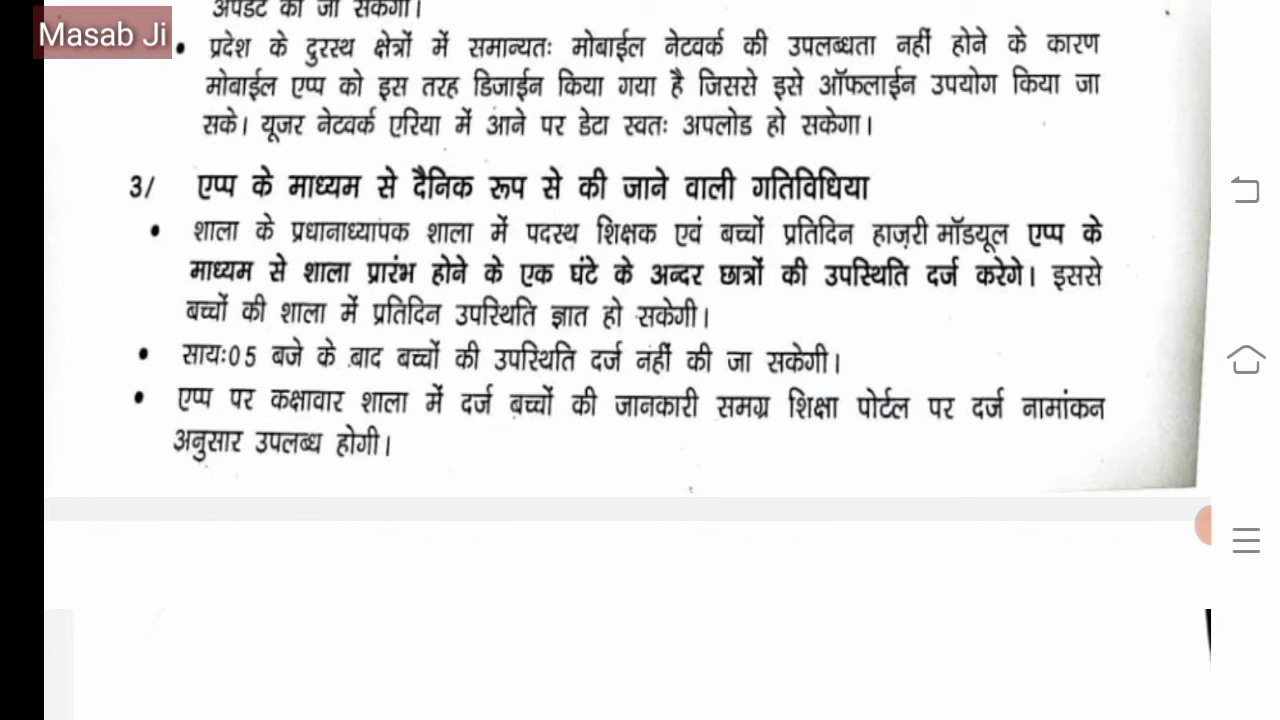 अपडेट की जा सकेगी।
Masab Ji
• प्रदेश के दुरस्थ क्षेत्रों में समान्यतः मोबाईल नेटवर्क की उपलब्धता नहीं होने के कारण
मोबाईल एप्प को इस तरह डिजाईन किया गया है जिससे इसे ऑफलाईन उपयोग किया जा
सके। यूजर नेटवर्क एरिया में आने पर डेटा स्वतः अपलोड हो सकेगा।
3/ एप्प के माध्यम से दैनिक रूप से की जाने वाली गतिविधिया
• शाला के प्रधानाध्यापक शाला में पदस्थ शिक्षक एवं बच्चों प्रतिदिन हाज़री मॉडयूल एप्प के
माध्यम से शाला प्रारंभ होने के एक घंटे के अन्दर छात्रों की उपस्थिति दर्ज करेगे। इससे
बच्चों की शाला में प्रतिदिन उपस्थिति ज्ञात हो सकेगी।
• सायः05 बजे के बाद बच्चों की उपस्थिति दर्ज नहीं की जा सकेगी।
• एप्प पर कक्षावार शाला में दर्ज बच्चों की जानकारी समग्र शिक्षा पोर्टल पर दर्ज नामांकन
अनुसार उपलब्ध होगी।